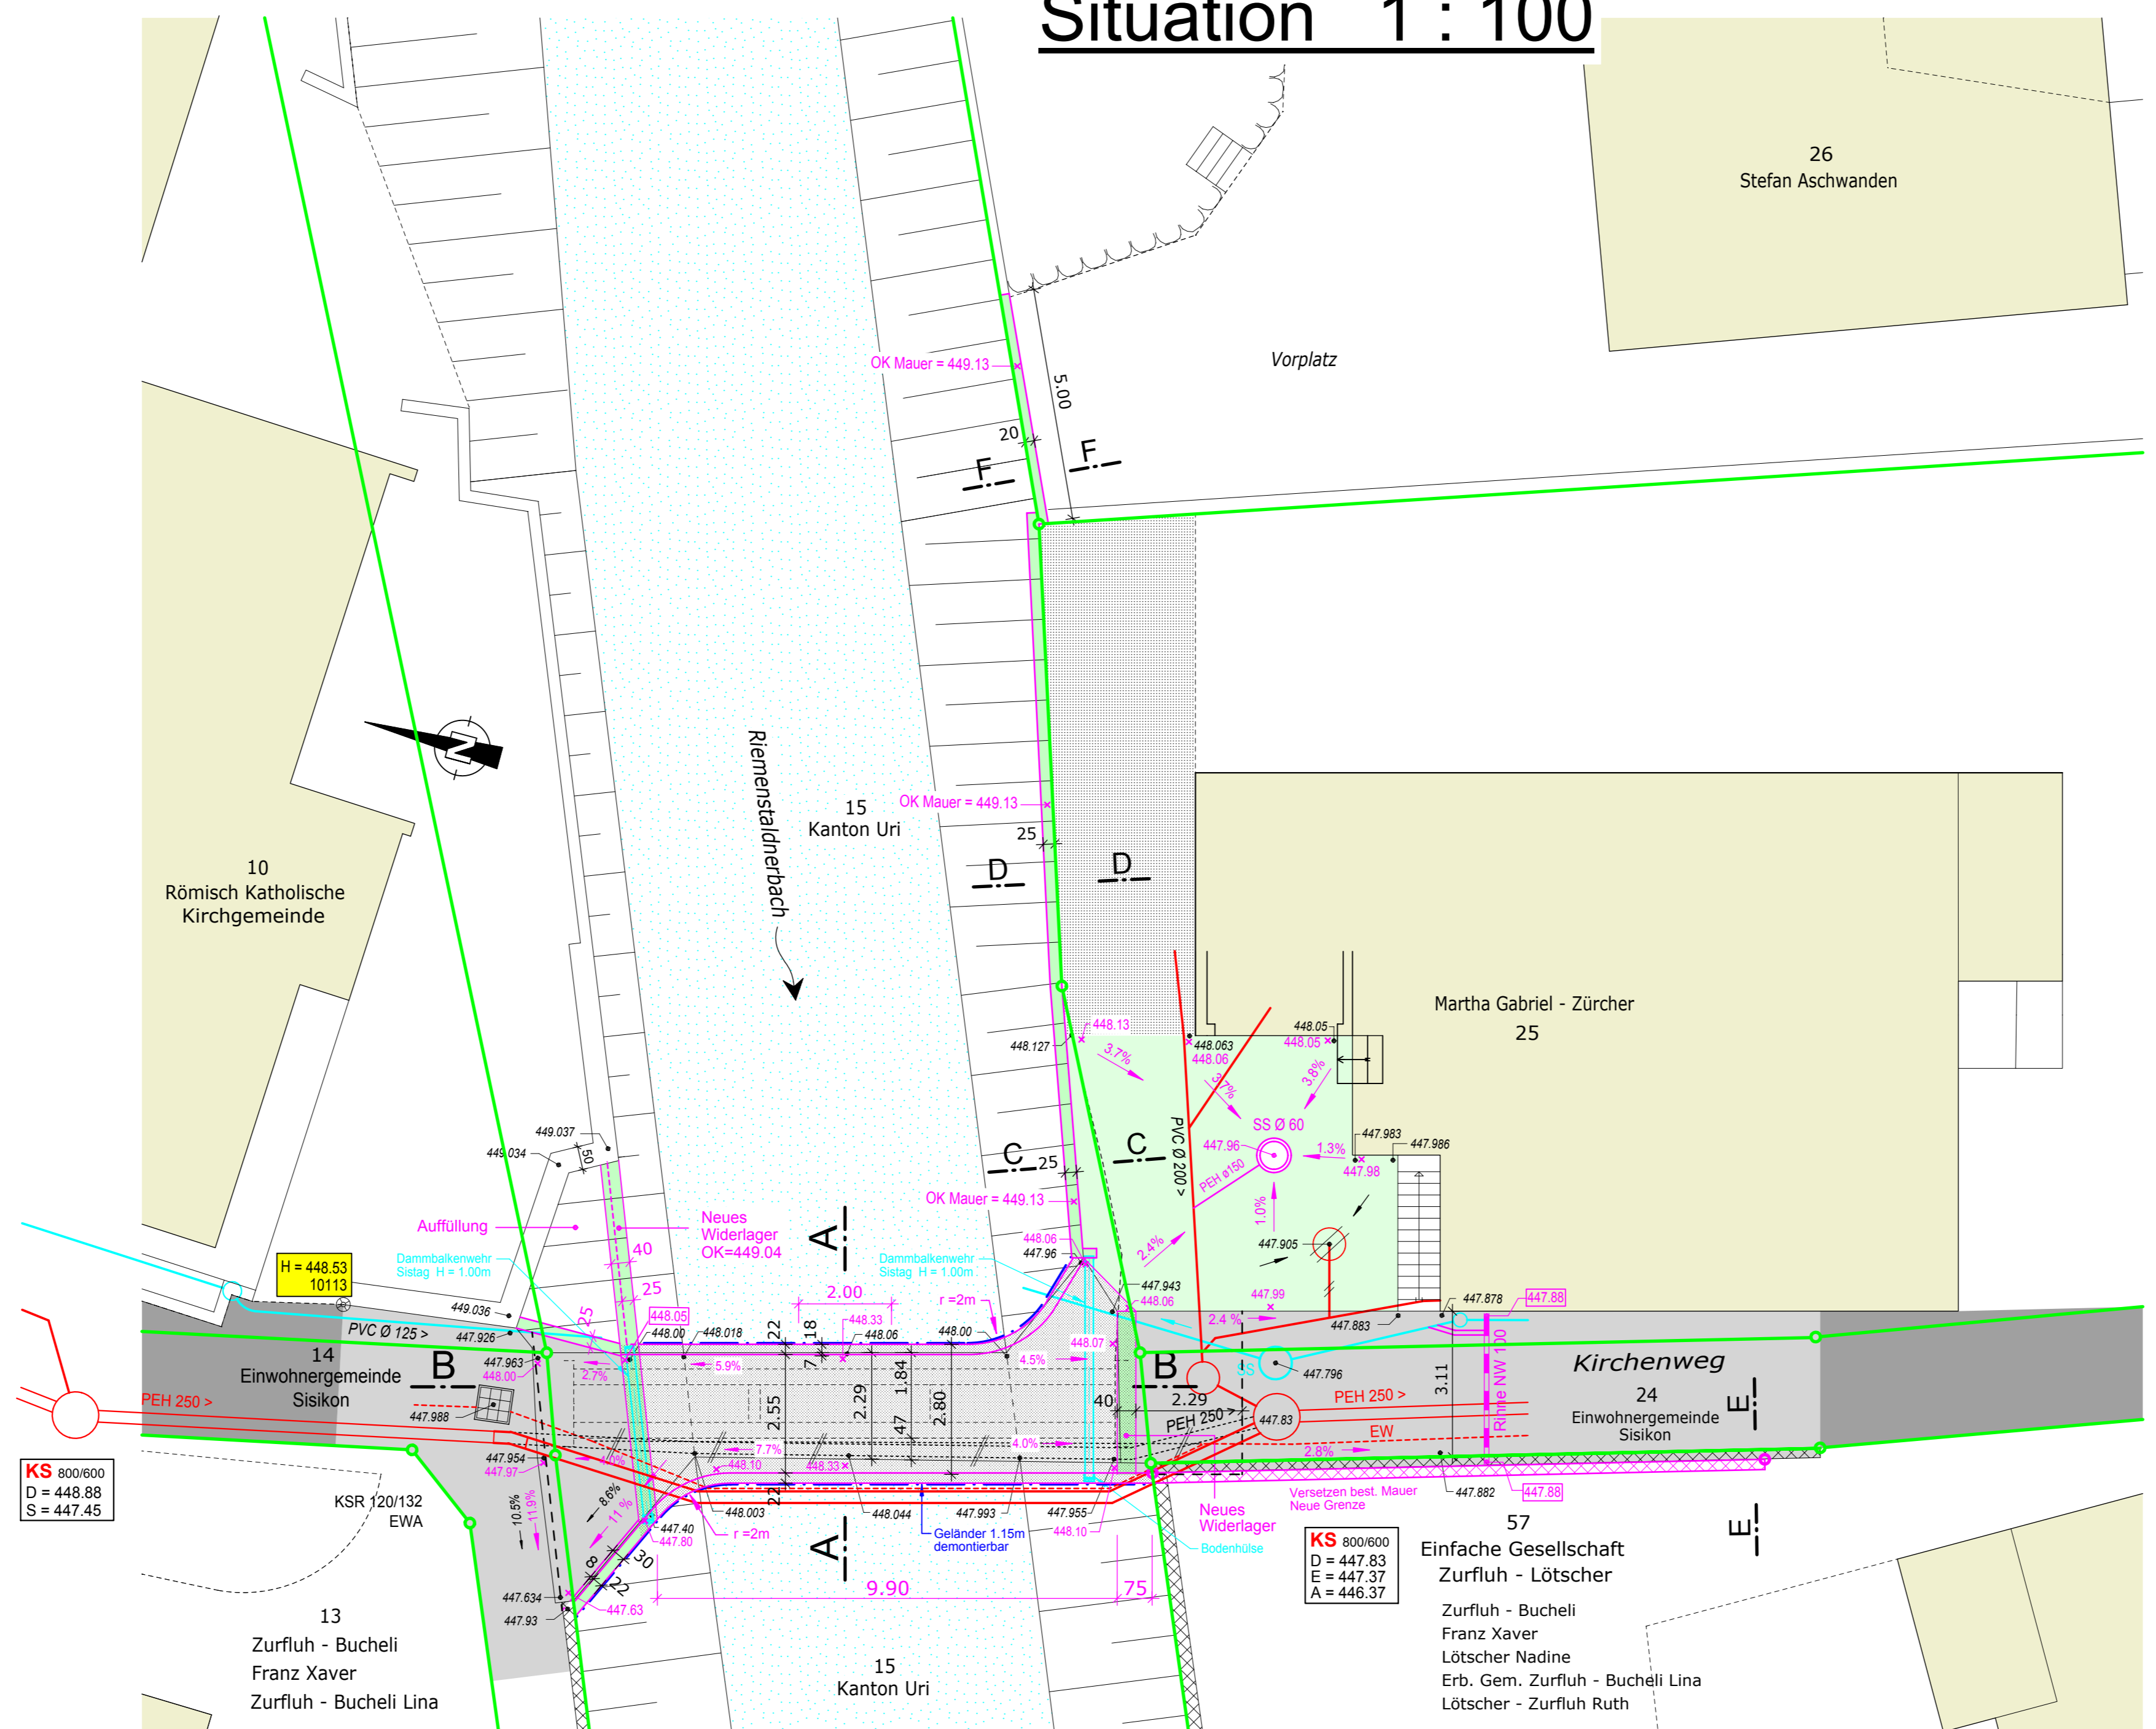 Situation 1 : 100
26
Stefan Aschwanden
Vorplatz
OK Mauer = 449.13
5.00
20
F
F
Riemenstaldnerbach
15
Kanton Uri
OK Mauer = 449.13
25
D
D
N
10
Römisch Katholische
Kirchgemeinde
Martha Gabriel - Zürcher
25
448.13
448.127
3.7%
448.063
448.06
448.05
448.05
3.7%
3.8%
SS Ø 60
447.96
1.3%
447.983
447.986
447.98
PVC Ø 200 >
PEH ø150
1.0%
2.4%
447.905
C
C
25
OK Mauer = 449.13
449.037
449.034
50
Auffüllung
Neues
Widerlager
OK=449.04
40
25
25
A
Dammbalkenwehr
Sistag H = 1.00m
Dammbalkenwehr
Sistag H = 1.00m
448.06
447.96
H = 448.53
10113
449.036
447.926
PVC Ø 125 >
448.05
448.00
448.018
2.00
22
18
7
448.33
448.06
r =2m
448.00
447.943
448.06
448.07
447.99
2.4 %
447.878
447.88
447.883
14
Einwohnergemeinde
Sisikon
B
447.963
448.00
2.7%
5.9%
4.5%
B
SS
447.796
Kirchenweg
24
Einwohnergemeinde
Sisikon
3.11
Rinne NW 100
E
PEH 250 >
447.988
2.55
2.29
1.84
47
2.80
40
2.29
PEH 250 >
447.83
PEH 250 >
EW
2.8%
447.954
447.97
4.0%
7.7%
448.10
448.33
4.0%
22
KS 800/600
D = 448.88
S = 447.45
KSR 120/132
EWA
10.5%
11.9%
8.6%
11 %
447.40
447.80
448.003
r =2m
A
448.044
Geländer 1.15m
demontierbar
447.993
447.955
448.10
Neues
Widerlager
Bodenhülse
Versetzen best. Mauer
Neue Grenze
447.882
447.88
E
8
30
22
447.634
447.93
447.63
9.90
75
KS 800/600
D = 447.83
E = 447.37
A = 446.37
57
Einfache Gesellschaft
Zurfluh - Lötscher
Zurfluh - Bucheli
Franz Xaver
Lötscher Nadine
Erb. Gem. Zurfluh - Bucheli Lina
Lötscher - Zurfluh Ruth
13
Zurfluh - Bucheli
Franz Xaver
Zurfluh - Bucheli Lina
15
Kanton Uri